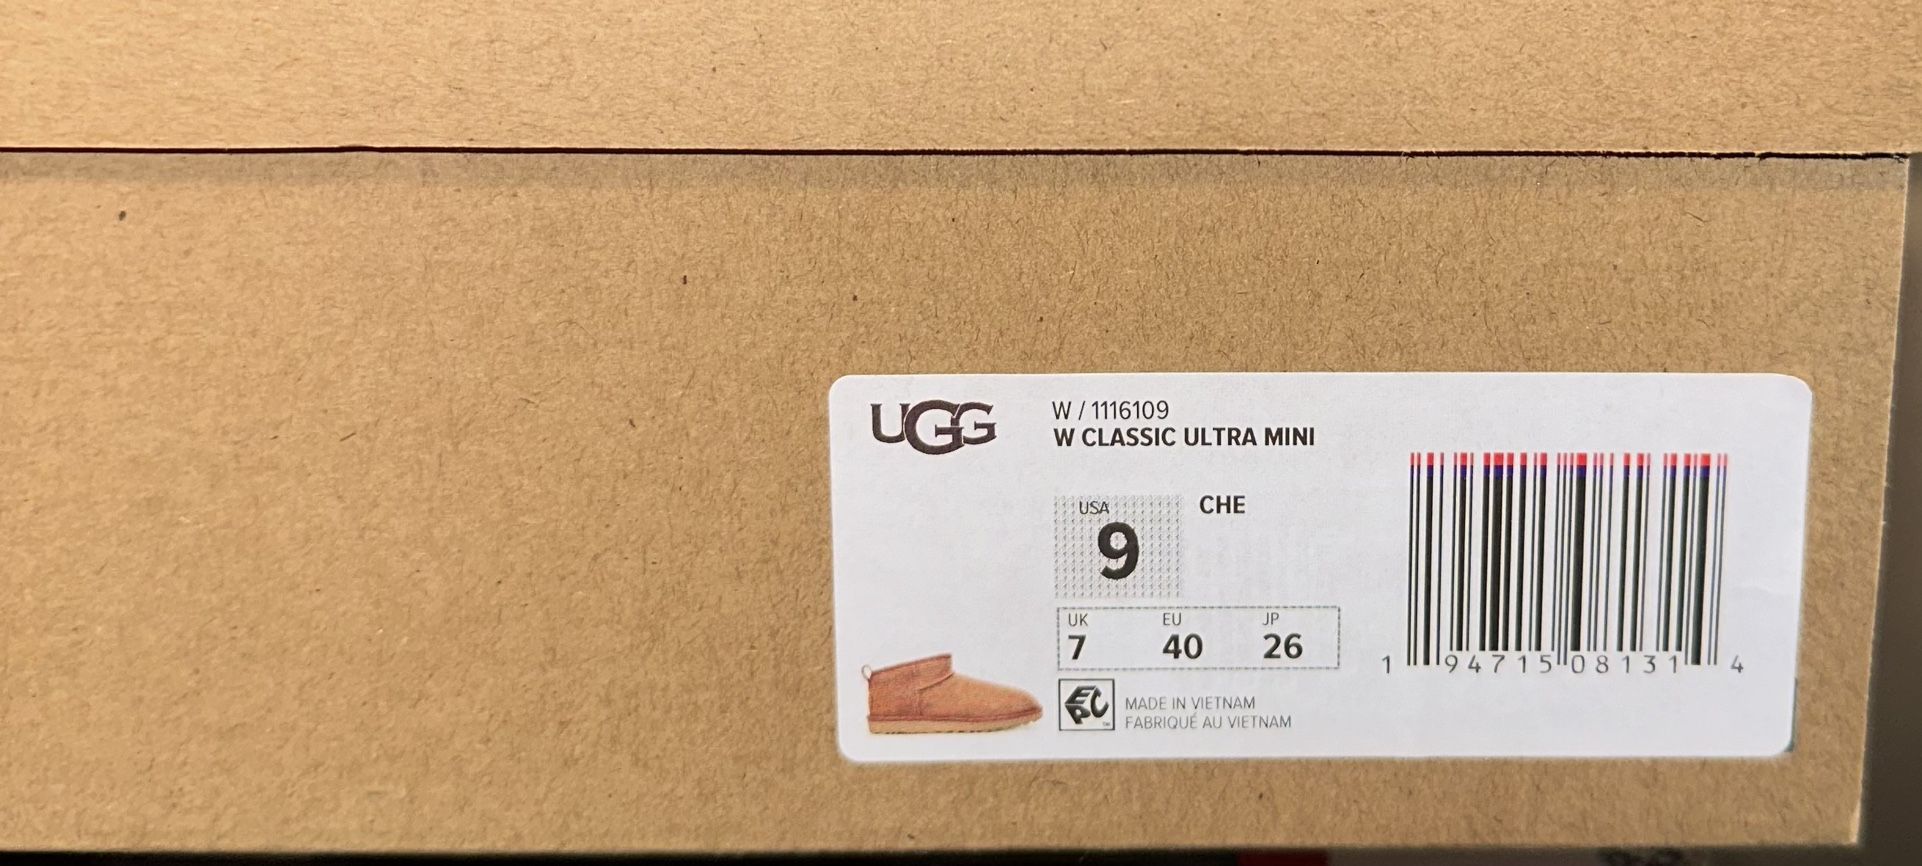 UGG
W / 1116109
W CLASSIC ULTRA MINI
USA
9
CHE
UK EU JP
7 40 26
EPC
MADE IN VIETNAM
FABRIQUÉ AU VIETNAM
1 94715 08131 4